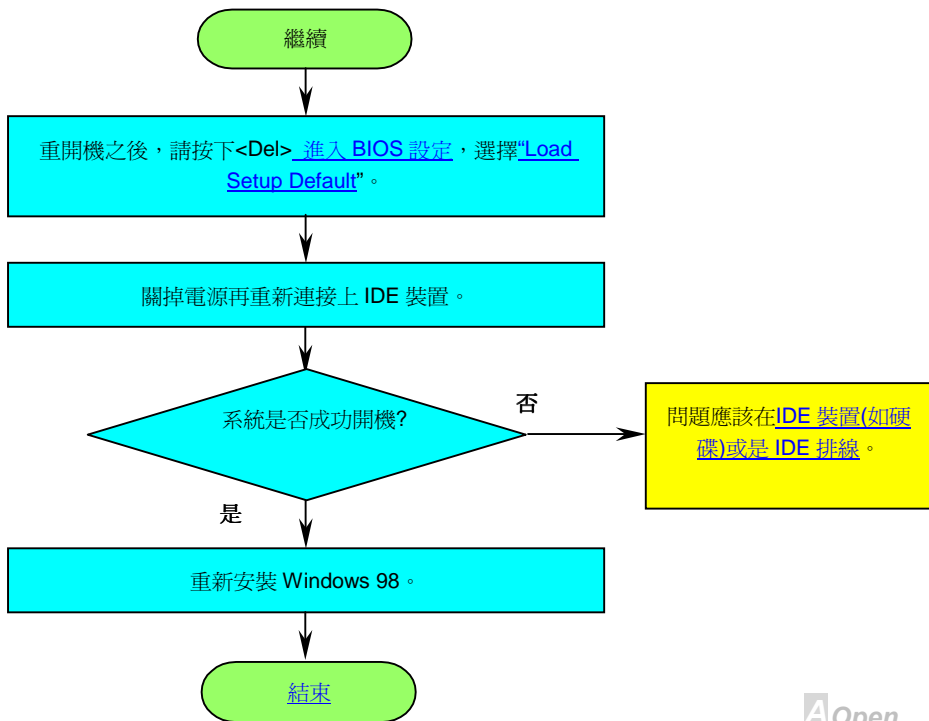 繼續
重開機之後，請按下<Del> 進入 BIOS 設定，選擇“Load
Setup Default”。
關掉電源再重新連接上 IDE 裝置。
系統是否成功開機?
否
問題應該在IDE 裝置(如硬
碟)或是 IDE 排線。
是
重新安裝 Windows 98。
結束
AOpen